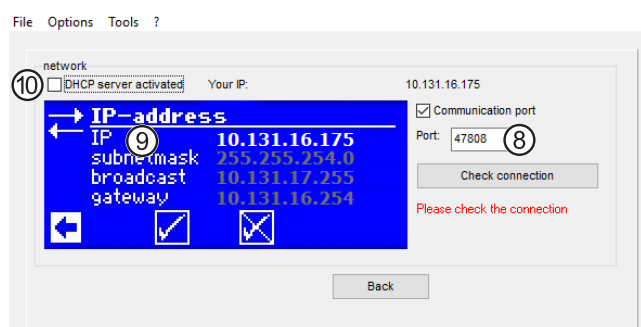 File Options Tools ?
network
⑩ DHCP server activated Your IP: 10.131.16.175
IP-address
IP ⑨ 10.131.16.175
subnetmask 255.255.254.0
broadcast 10.131.17.255
gateway 10.131.16.254
Communication port
Port: 47808 ⑧
Check connection
Please check the connection
Back